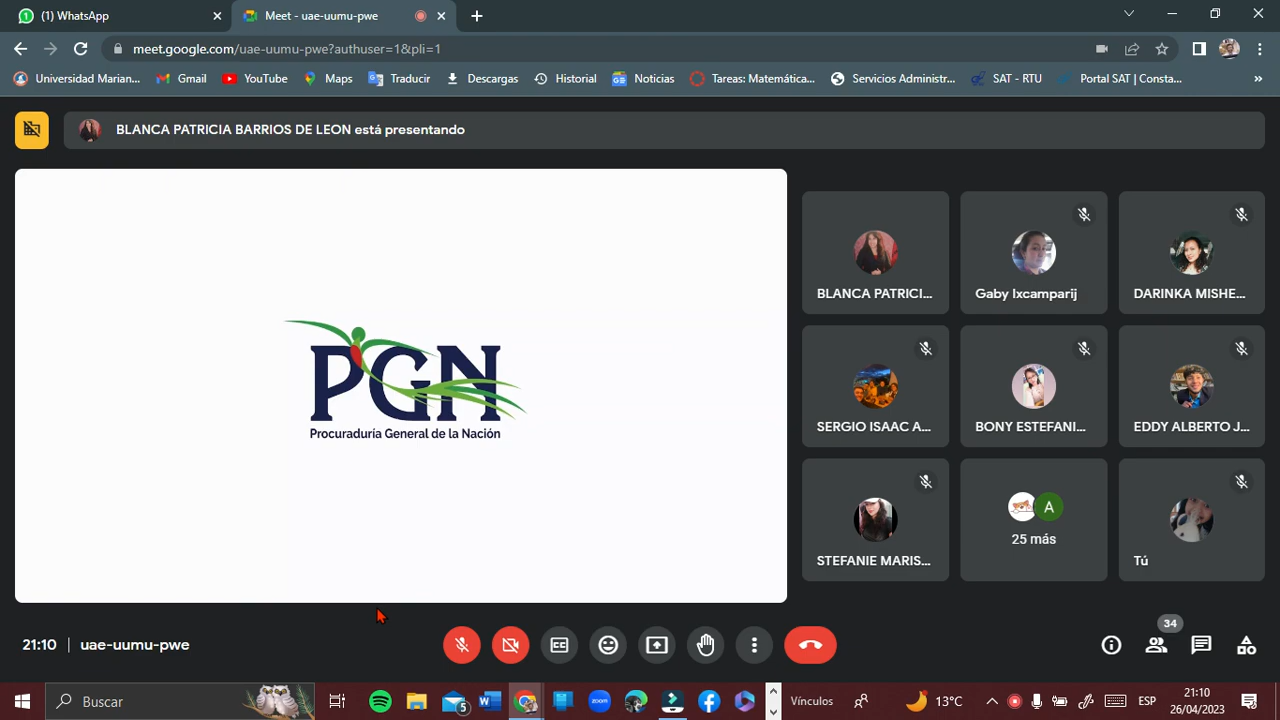 (1) WhatsApp
Meet - uae-uumu-pwe
meet.google.com/uae-uumu-pwe?authuser=1&pli=1
Universidad Marian...
Gmail
YouTube
Maps
Traducir
Descargas
Historial
Noticias
Tareas: Matemátic...
Servicios Administr...
SAT - RTU
Portal SAT | Consta...
BLANCA PATRICIA BARRIOS DE LEON está presentando
PGN
Procuraduría General de la Nación
BLANCA PATRICI...
Gaby Ixcamparij
DARINKA MISHE...
SERGIO ISAAC A...
BONY ESTEFANI...
EDDY ALBERTO J...
STEFANIE MARIS...
A
25 más
Tú
21:10 | uae-uumu-pwe
34
Buscar
5
zoom
Vínculos
13°C
ESP
21:10
26/04/2023